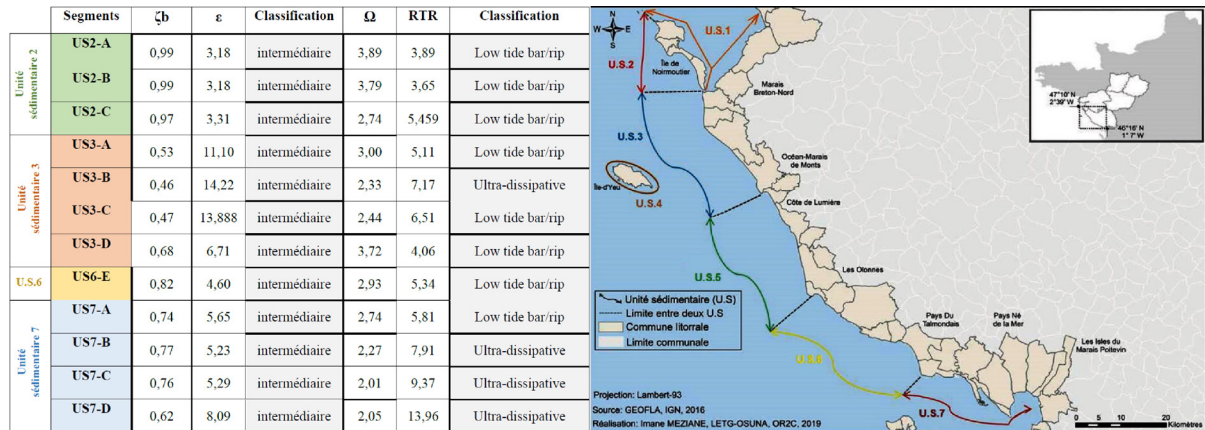 Segments ζb ε Classification Ω RTR Classification
Unité sédimentaire 2
US2-A 0,99 3,18 intermédiaire 3,89 3,89 Low tide bar/rip
US2-B 0,99 3,18 intermédiaire 3,79 3,65 Low tide bar/rip
US2-C 0,97 3,31 intermédiaire 2,74 5,459 Low tide bar/rip
Unité sédimentaire 3
US3-A 0,53 11,10 intermédiaire 3,00 5,11 Low tide bar/rip
US3-B 0,46 14,22 intermédiaire 2,33 7,17 Ultra-dissipative
US3-C 0,47 13,888 intermédiaire 2,44 6,51 Low tide bar/rip
US3-D 0,68 6,71 intermédiaire 3,72 4,06 Low tide bar/rip
U.S.6 US6-E 0,82 4,60 intermédiaire 2,93 5,34 Low tide bar/rip
Unité sédimentaire 7
US7-A 0,74 5,65 intermédiaire 2,74 5,81 Low tide bar/rip
US7-B 0,77 5,23 intermédiaire 2,27 7,91 Ultra-dissipative
US7-C 0,76 5,29 intermédiaire 2,01 9,37 Ultra-dissipative
US7-D 0,62 8,09 intermédiaire 2,05 13,96 Ultra-dissipative
N
W E
S
U.S.1
U.S.2
Île de
Noirmoutier
Marais
Breton-Nord
47°10' N
2°39' W
46°16' N
1° 7' W
U.S.3
Océan-Marais
de Monts
Île-d'Yeu
U.S.4
Côte de Lumière
U.S.5
Les Olonnes
Unité sédimentaire (U.S)
Limite entre deux U.S
Commune litorrale
Limite communale
Pays Du
Talmondais
Pays Né
de la Mer
Les Isles du
Marais Poitevin
U.S.6
U.S.7
Projection: Lambert-93
Source: GEOFLA, IGN, 2016
Réalisation: Imane MEZIANE, LETG-OSUNA, OR2C, 2019
0 5 10 20
Kilomètres